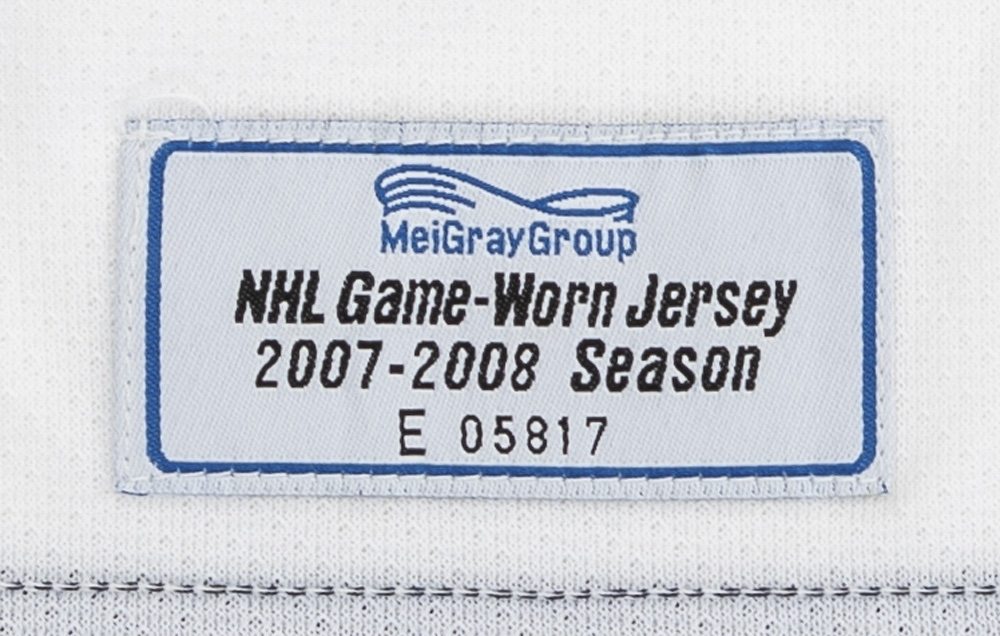 MeiGrayGroup
NHL Game-Worn Jersey
2007-2008 Season
E 05817